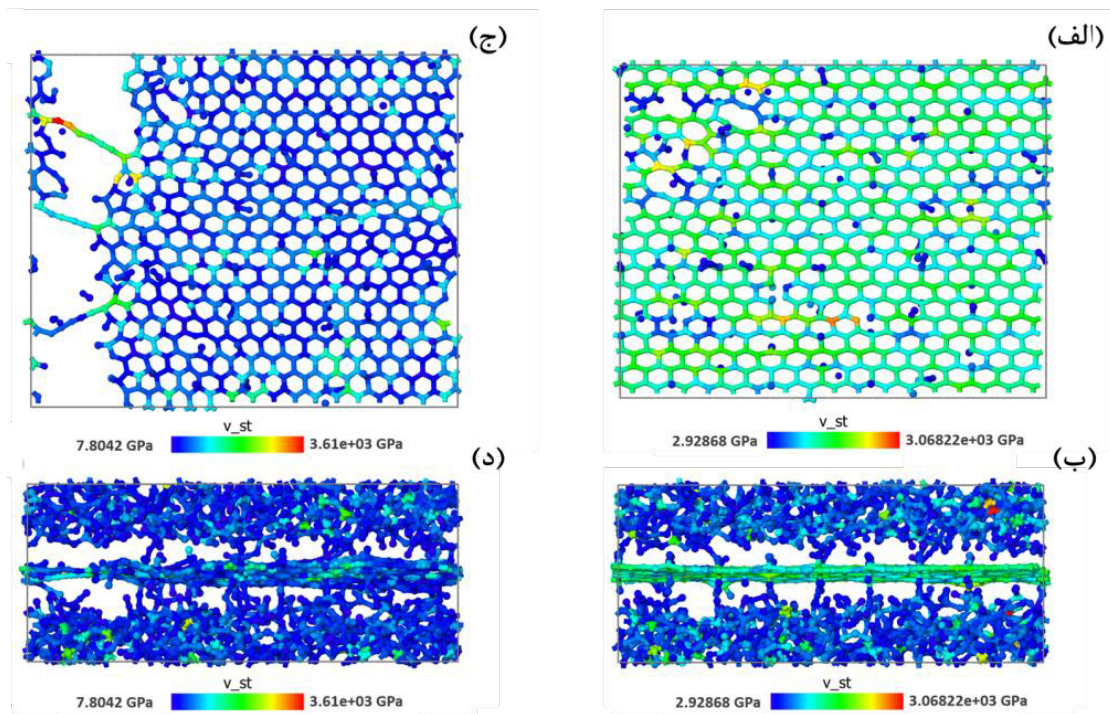 (الف)
v_st
2.92868 GPa 3.06822e+03 GPa
(ب)
v_st
2.92868 GPa 3.06822e+03 GPa
(ج)
v_st
7.8042 GPa 3.61e+03 GPa
(د)
v_st
7.8042 GPa 3.61e+03 GPa